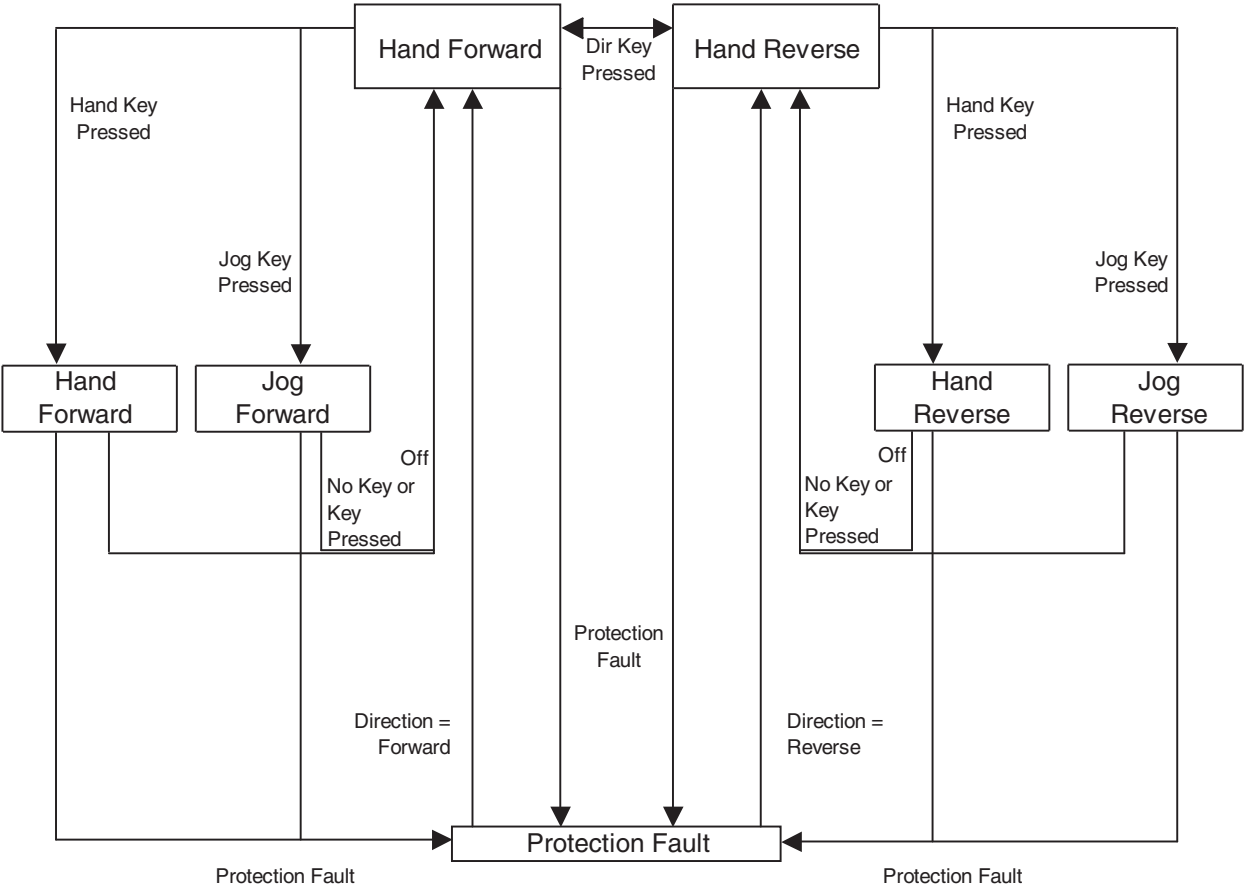 Hand Forward
Dir Key
Pressed
Hand Reverse
Hand Key
Pressed
Hand Key
Pressed
Jog Key
Pressed
Jog Key
Pressed
Hand
Forward
Jog
Forward
Hand
Reverse
Jog
Reverse
Off
No Key or
Key
Pressed
Off
No Key or
Key
Pressed
Protection
Fault
Direction =
Forward
Direction =
Reverse
Protection Fault
Protection Fault
Protection Fault